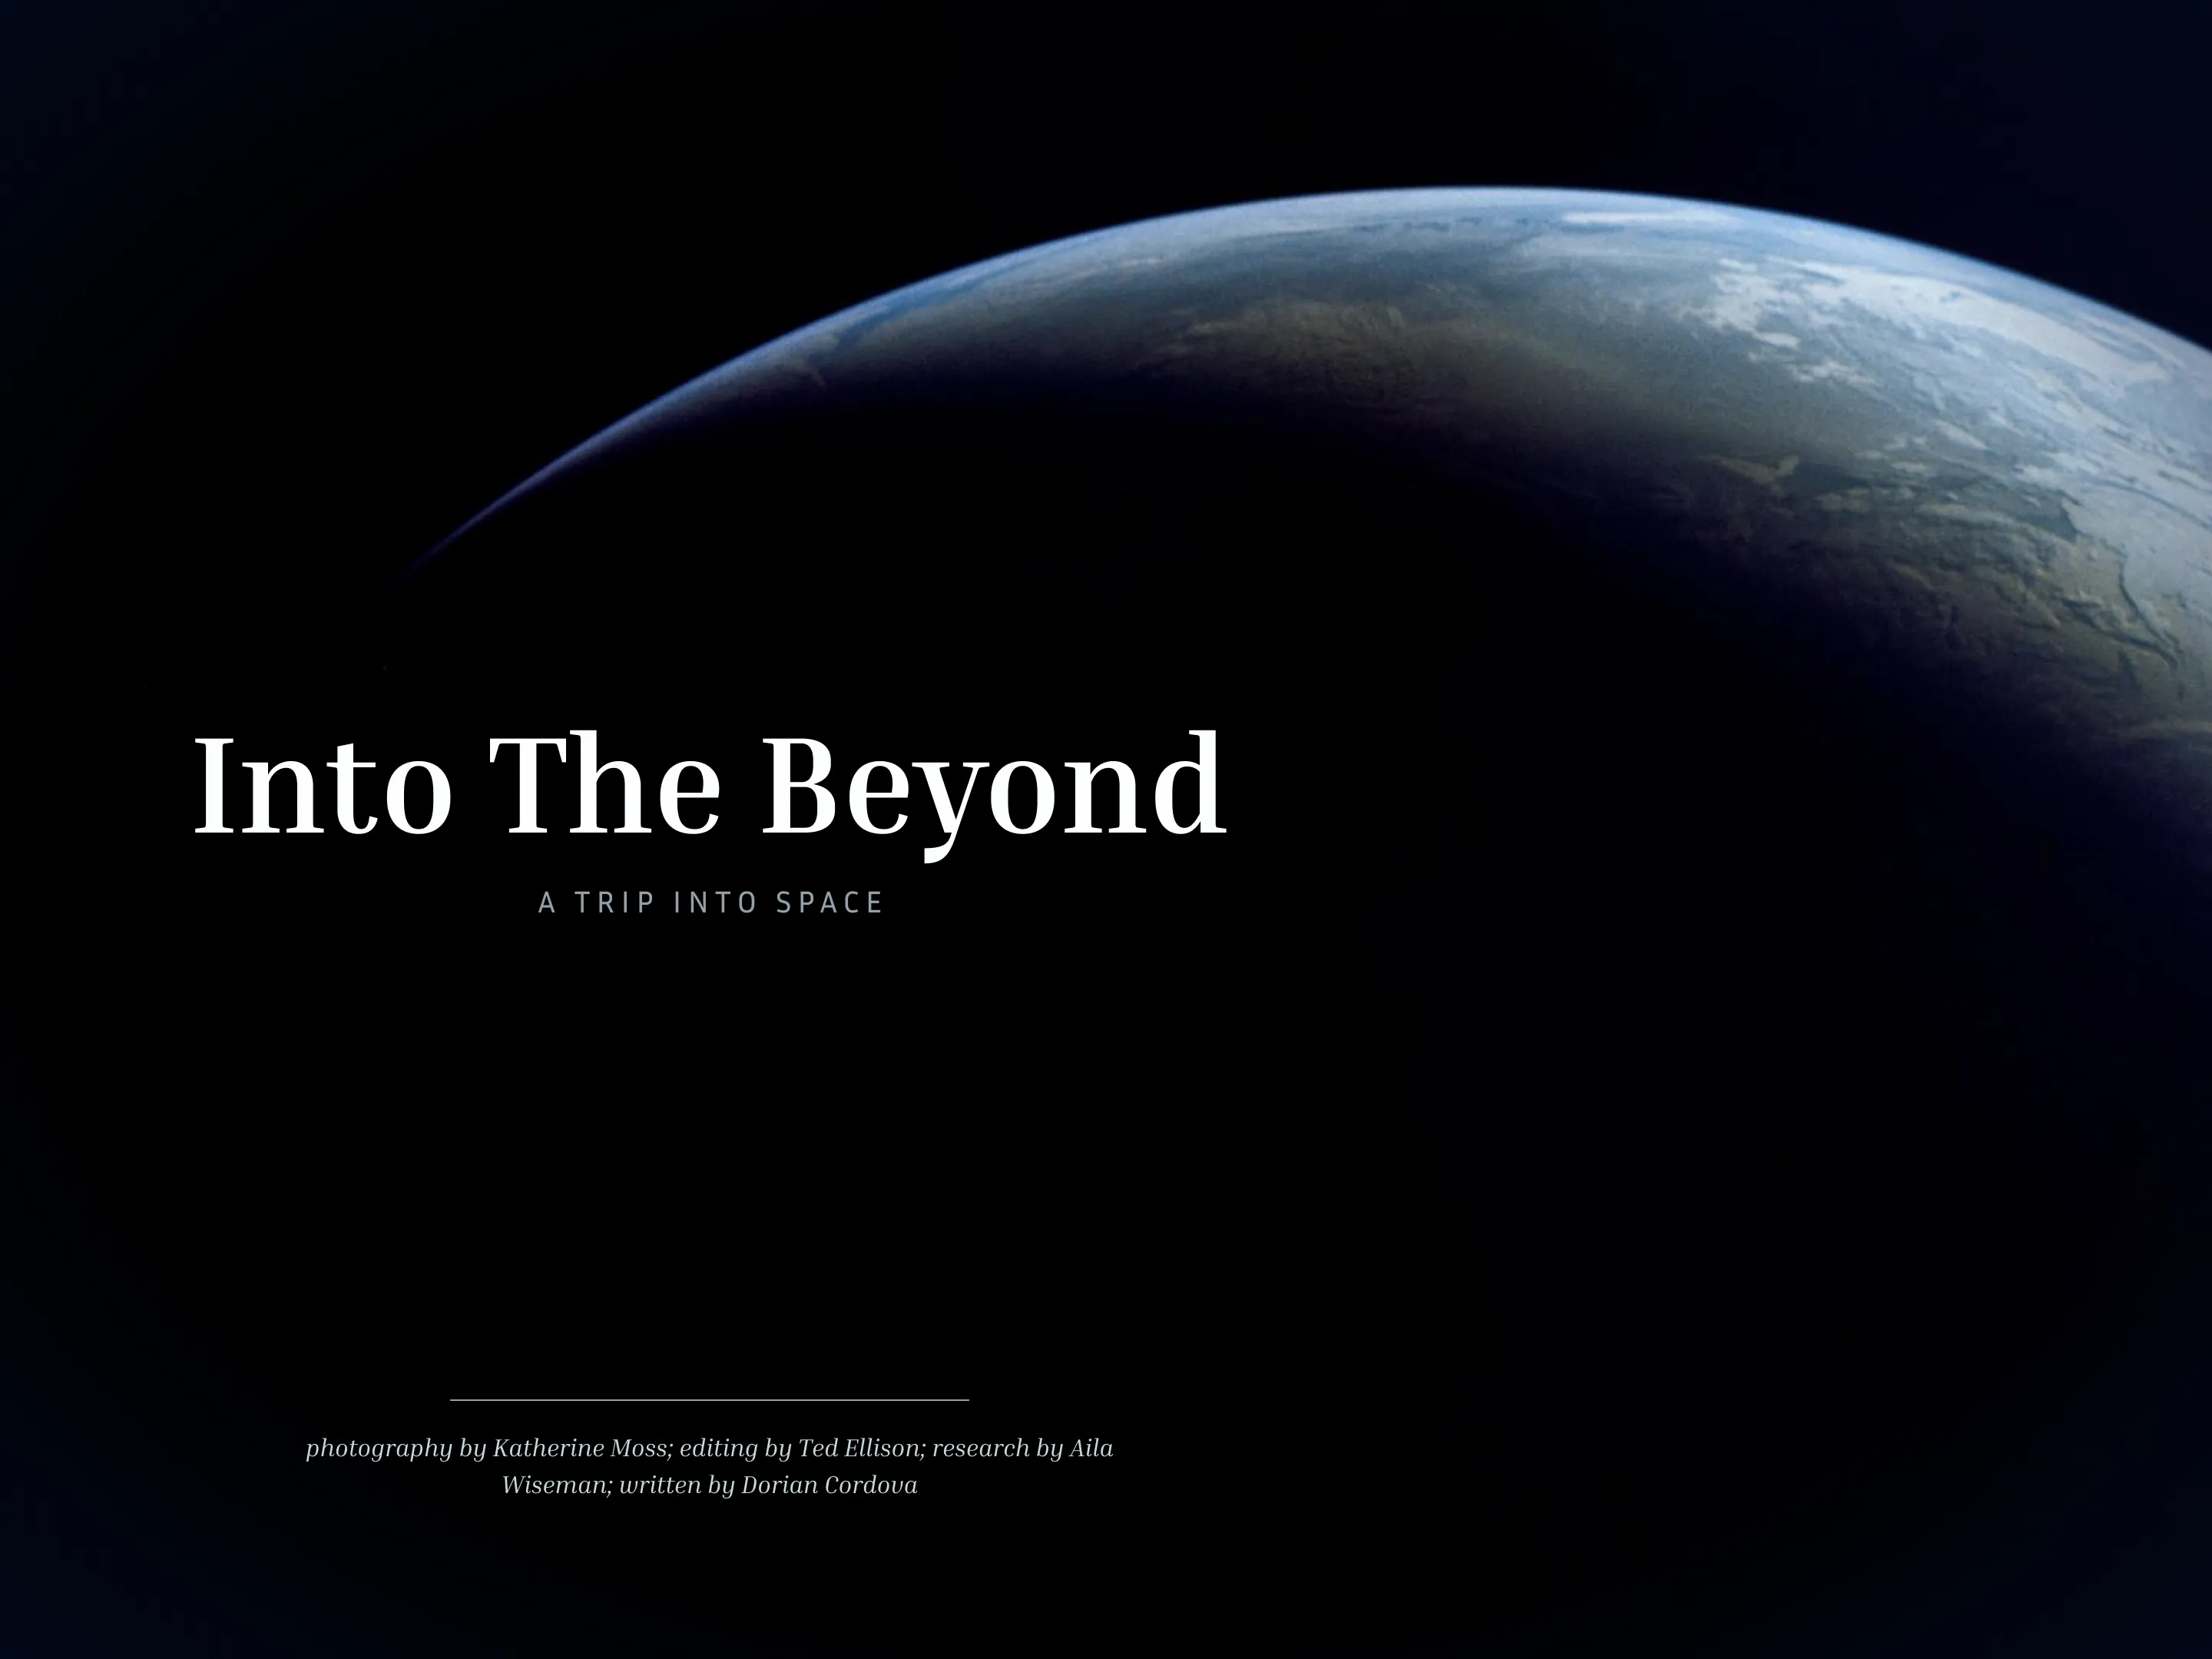 Into The Beyond
A TRIP INTO SPACE
photography by Katherine Moss; editing by Ted Ellison; research by Aila
Wiseman; written by Dorian Cordova